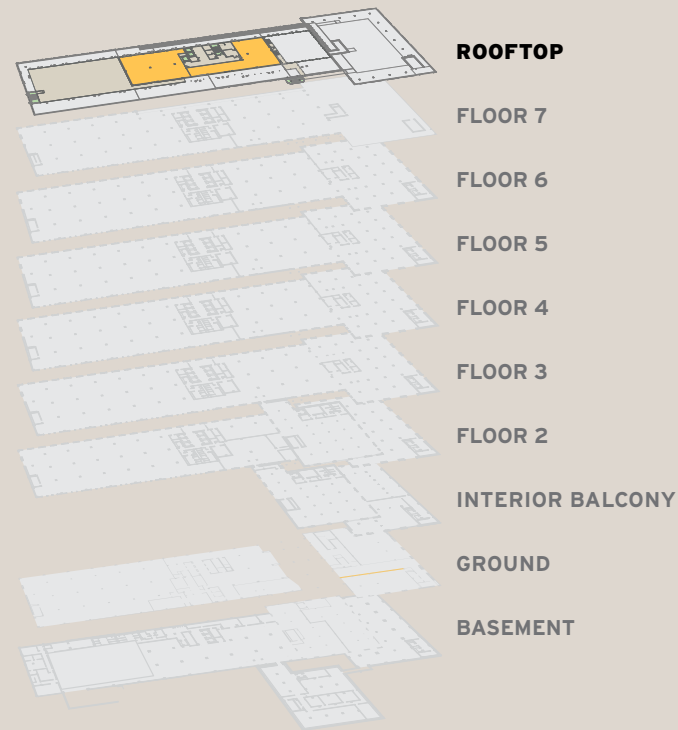 ROOFTOP
FLOOR 7
FLOOR 6
FLOOR 5
FLOOR 4
FLOOR 3
FLOOR 2
INTERIOR BALCONY
GROUND
BASEMENT